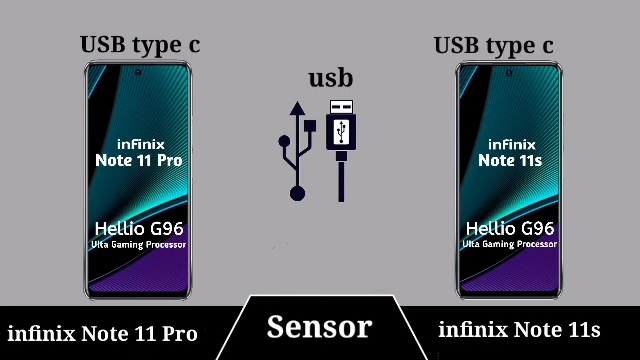 USB type c
usb
USB type c
infinix
Note 11 Pro
Hellio G96
Ulta Gaming Processor
infinix
Note 11s
Hellio G96
Ulta Gaming Processor
infinix Note 11 Pro
Sensor
infinix Note 11s